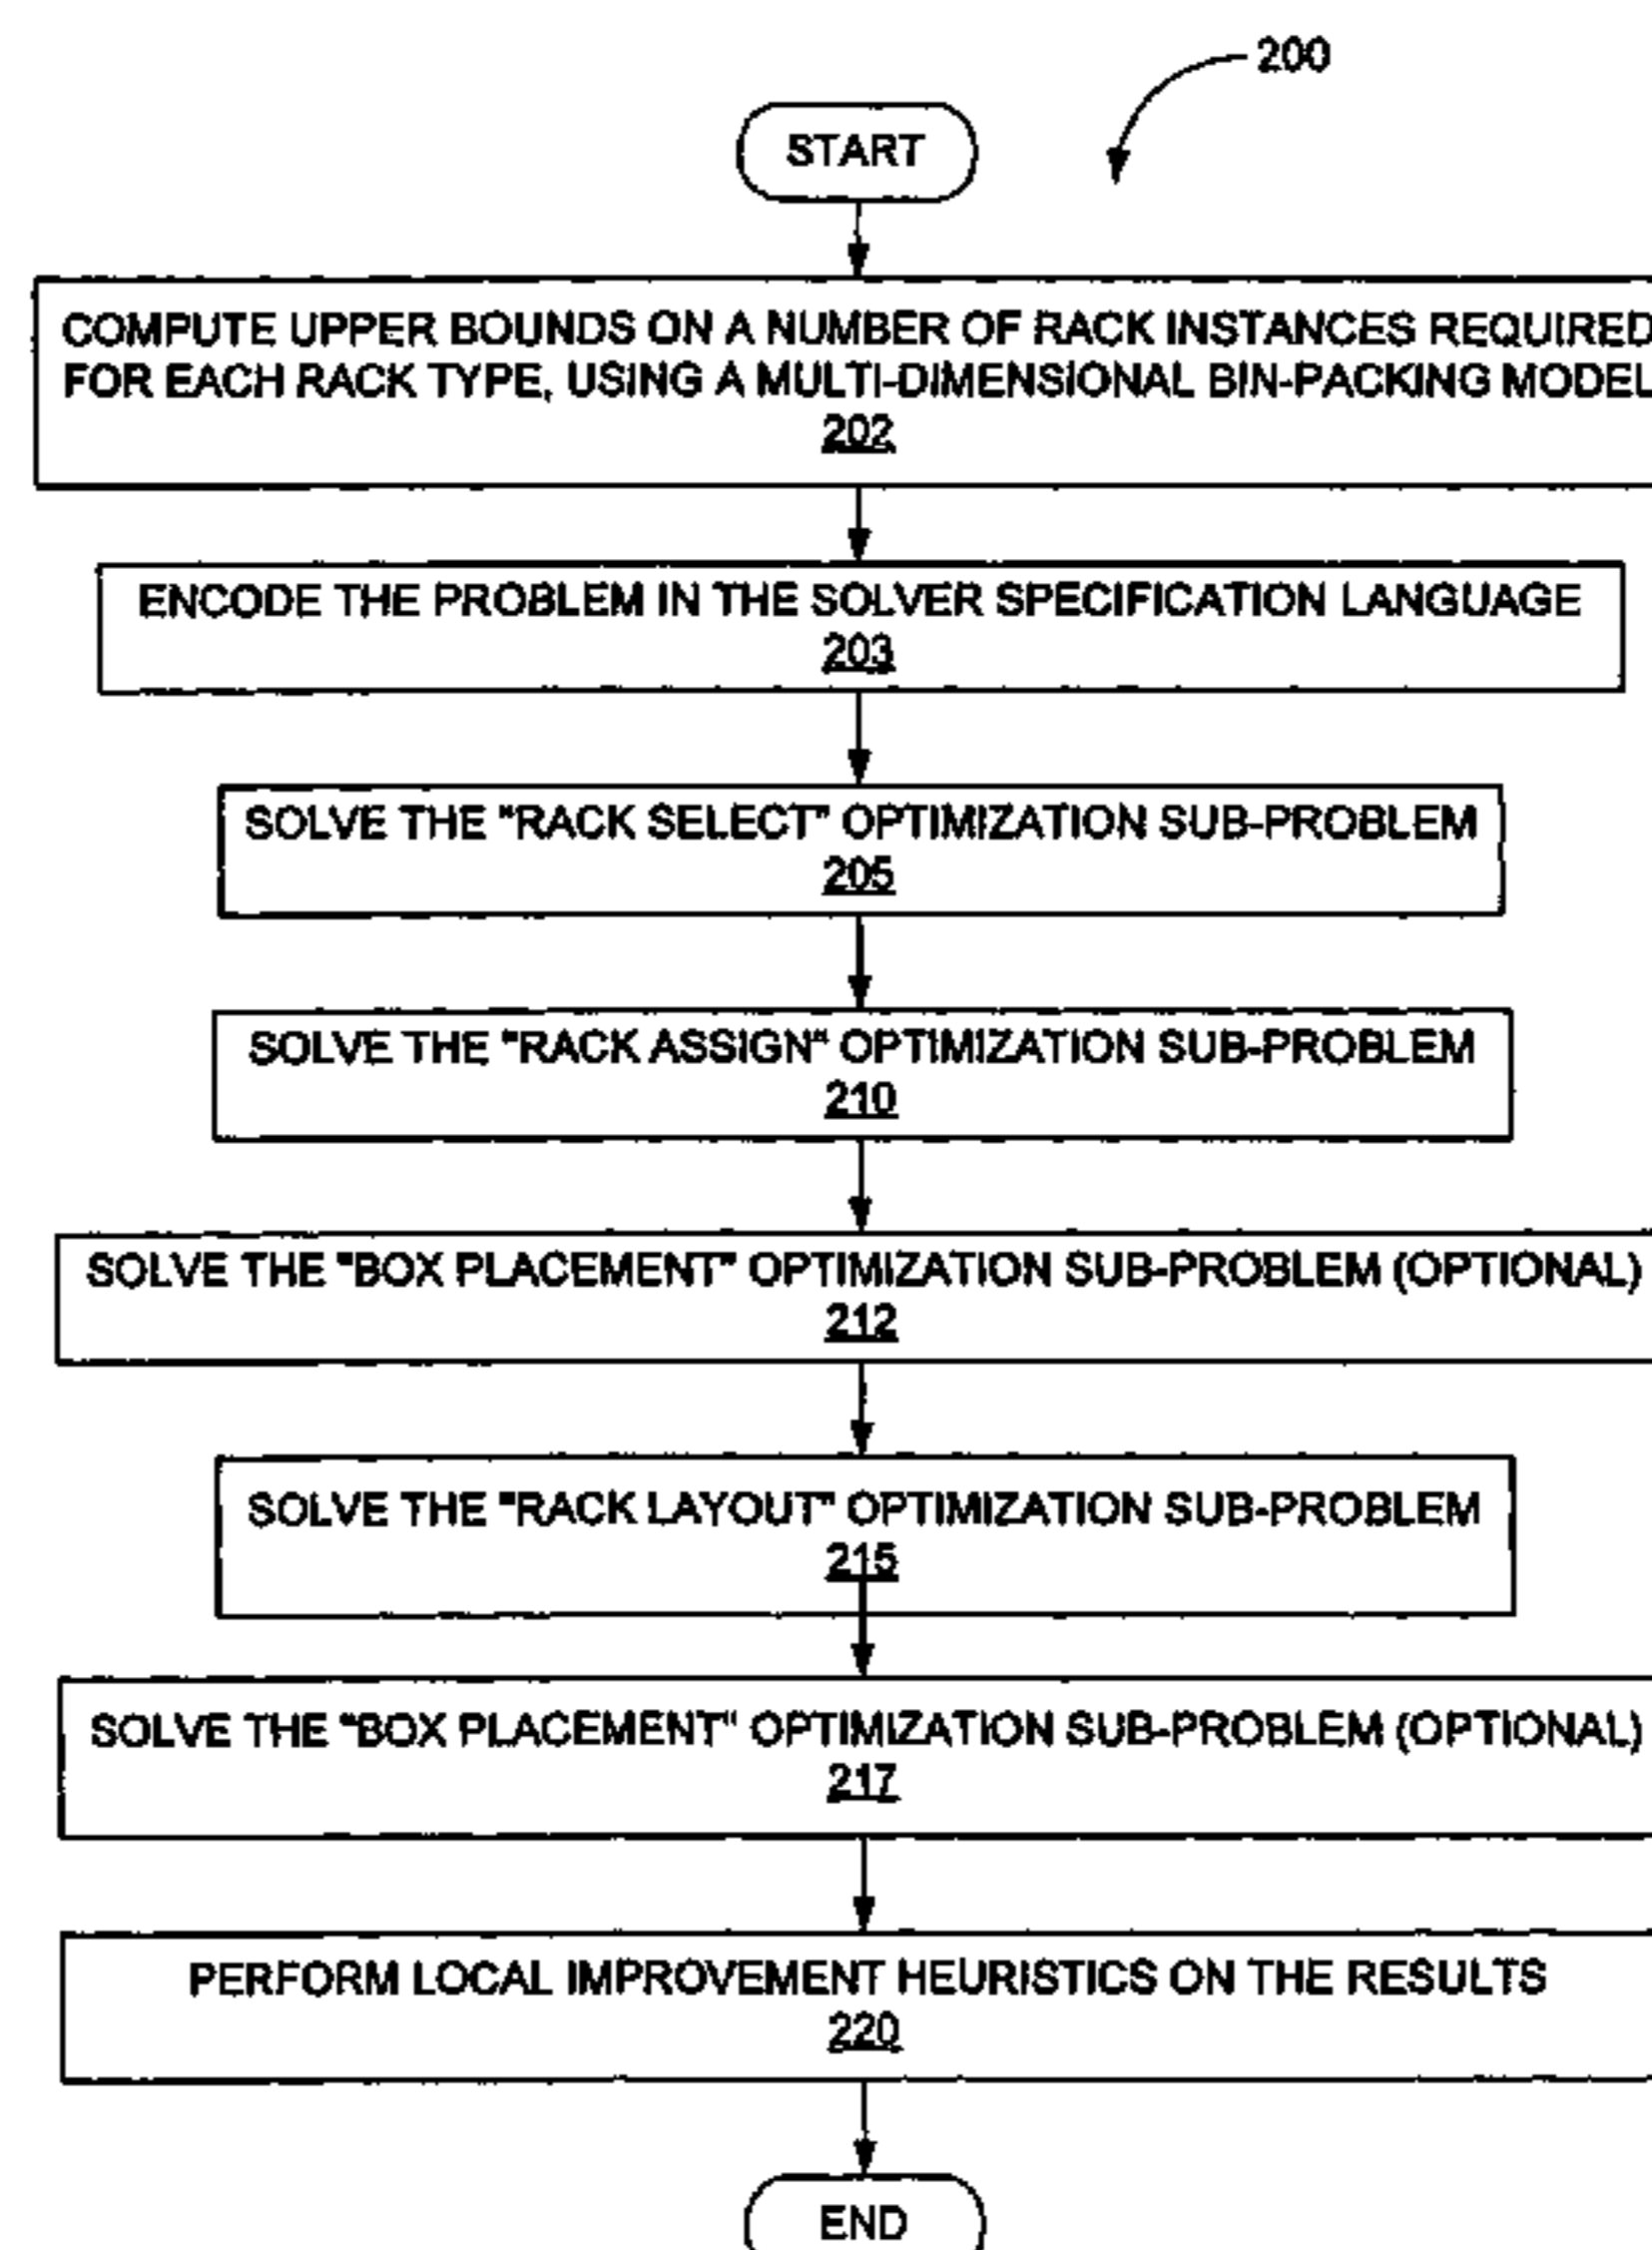 200
START
COMPUTE UPPER BOUNDS ON A NUMBER OF RACK INSTANCES REQUIRED
FOR EACH RACK TYPE, USING A MULTI-DIMENSIONAL BIN-PACKING MODEL
202
ENCODE THE PROBLEM IN THE SOLVER SPECIFICATION LANGUAGE
203
SOLVE THE "RACK SELECT" OPTIMIZATION SUB-PROBLEM
205
SOLVE THE "RACK ASSIGN" OPTIMIZATION SUB-PROBLEM
210
SOLVE THE "BOX PLACEMENT" OPTIMIZATION SUB-PROBLEM (OPTIONAL)
212
SOLVE THE "RACK LAYOUT" OPTIMIZATION SUB-PROBLEM
215
SOLVE THE "BOX PLACEMENT" OPTIMIZATION SUB-PROBLEM (OPTIONAL)
217
PERFORM LOCAL IMPROVEMENT HEURISTICS ON THE RESULTS
220
END